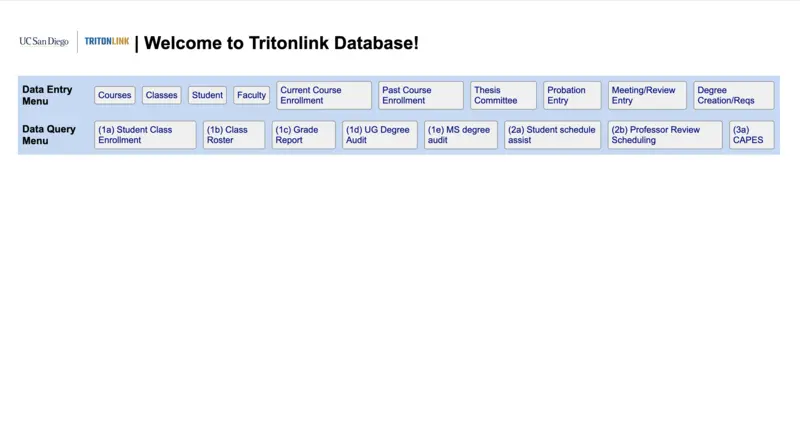 UC San Diego | TRITONLINK | Welcome to Tritonlink Database!
Data Entry
Menu
Courses
Classes
Student
Faculty
Current Course
Enrollment
Past Course
Enrollment
Thesis
Committee
Probation
Entry
Meeting/Review
Entry
Degree
Creation/Reqs
Data Query
Menu
(1a) Student Class
Enrollment
(1b) Class
Roster
(1c) Grade
Report
(1d) UG Degree
Audit
(1e) MS degree
audit
(2a) Student schedule
assist
(2b) Professor Review
Scheduling
(3a)
CAPES